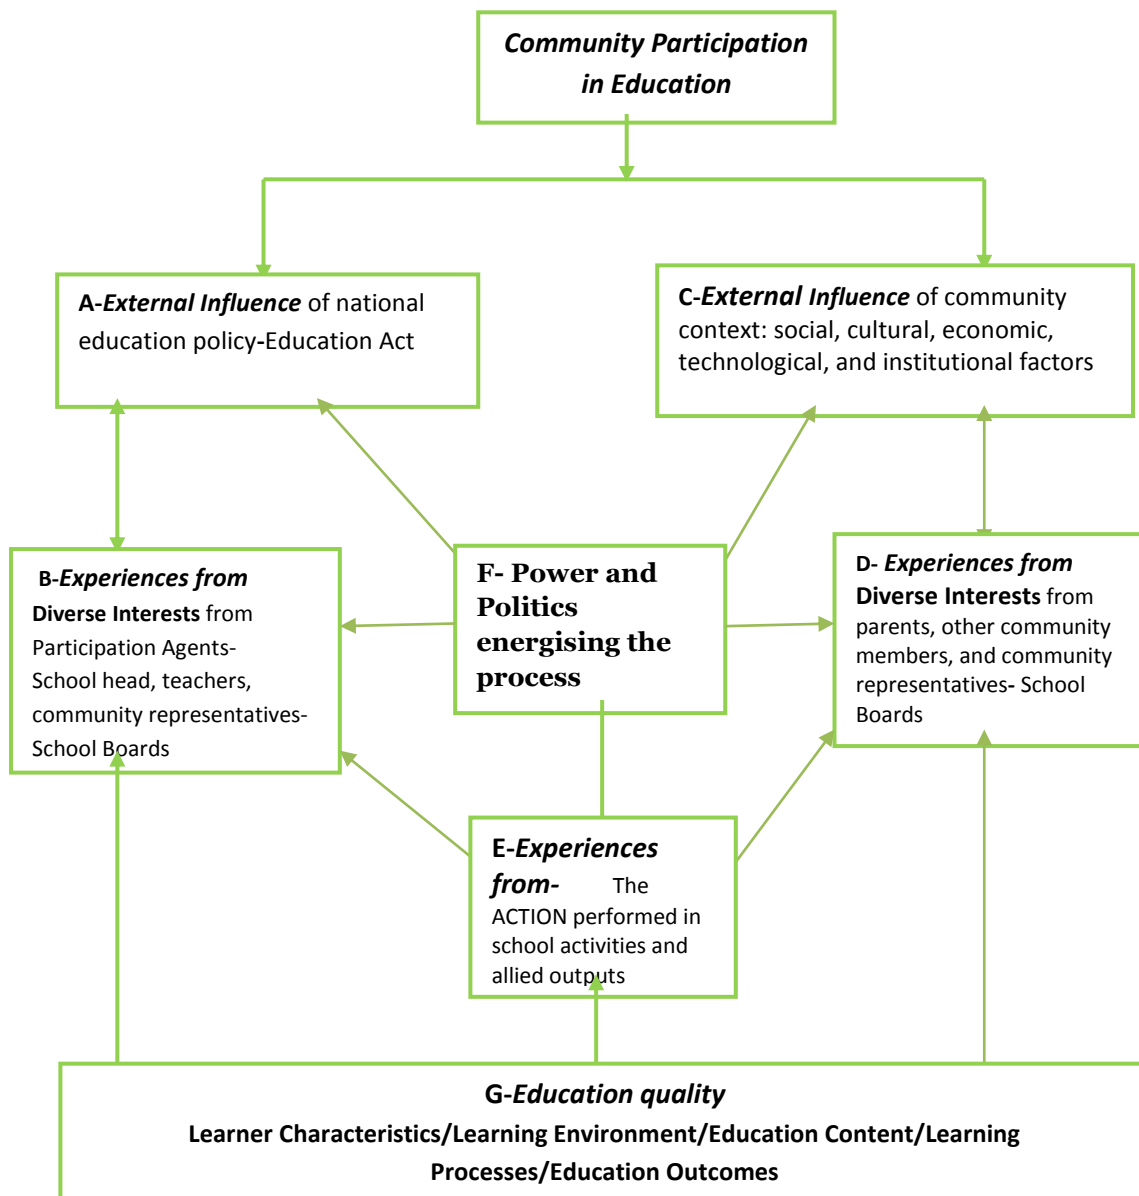 Community Participation
in Education
A-External Influence of national
education policy-Education Act
C-External Influence of community
context: social, cultural, economic,
technological, and institutional factors
B-Experiences from
Diverse Interests from
Participation Agents-
School head, teachers,
community representatives-
School Boards
F- Power and
Politics
energising the
process
D- Experiences from
Diverse Interests from
parents, other community
members, and community
representatives- School
Boards
E-Experiences
from- The
ACTION performed in
school activities and
allied outputs
G-Education quality
Learner Characteristics/Learning Environment/Education Content/Learning
Processes/Education Outcomes